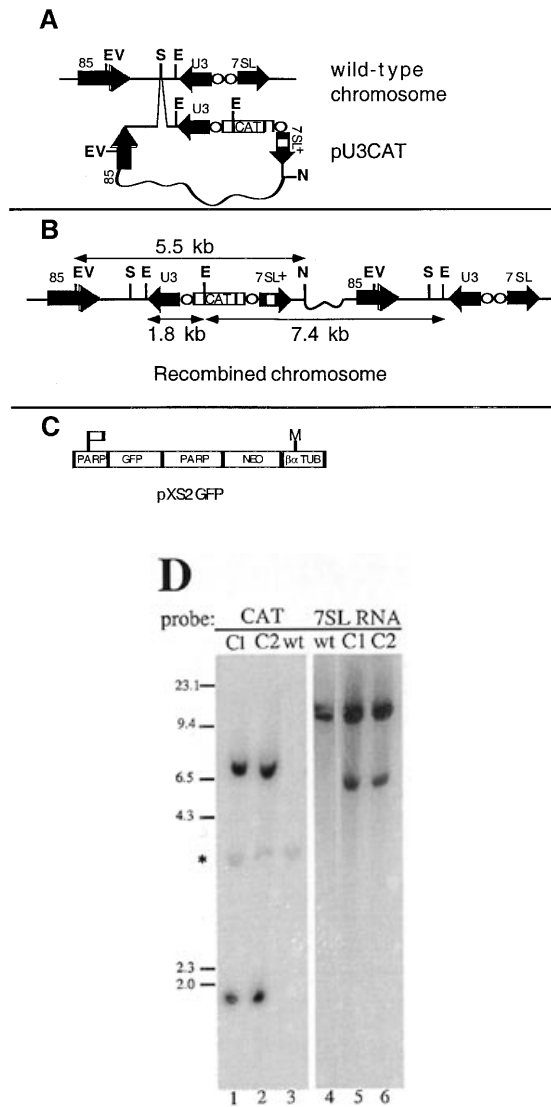 A
85 EV S E U3 7SL
wild-type
chromosome
E U3 E
CAT
7SL+
pU3CAT
EV
85
N
B
5.5 kb
85 EV S E U3 E 7SL+ N 85 EV S E U3 7SL
CAT
1.8 kb 7.4 kb
Recombined chromosome
C
M
PARP GFP PARP NEO βα TUB
pXS2GFP
D
probe: CAT 7SL RNA
C1 C2 wt wt C1 C2
23.1
9.4
6.5
4.3
*
2.3
2.0
1 2 3 4 5 6